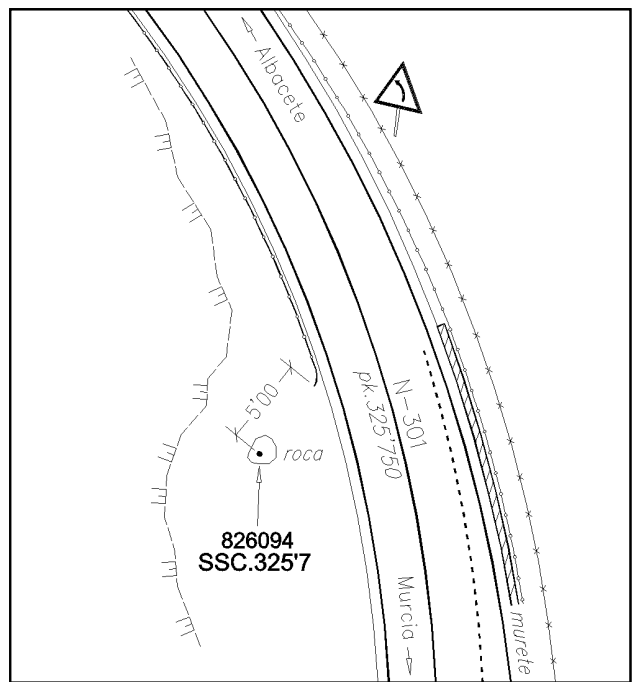 Albacete
N-301
pk.325'750
5'00
roca
826094
SSC.325'7
Murcia
murete